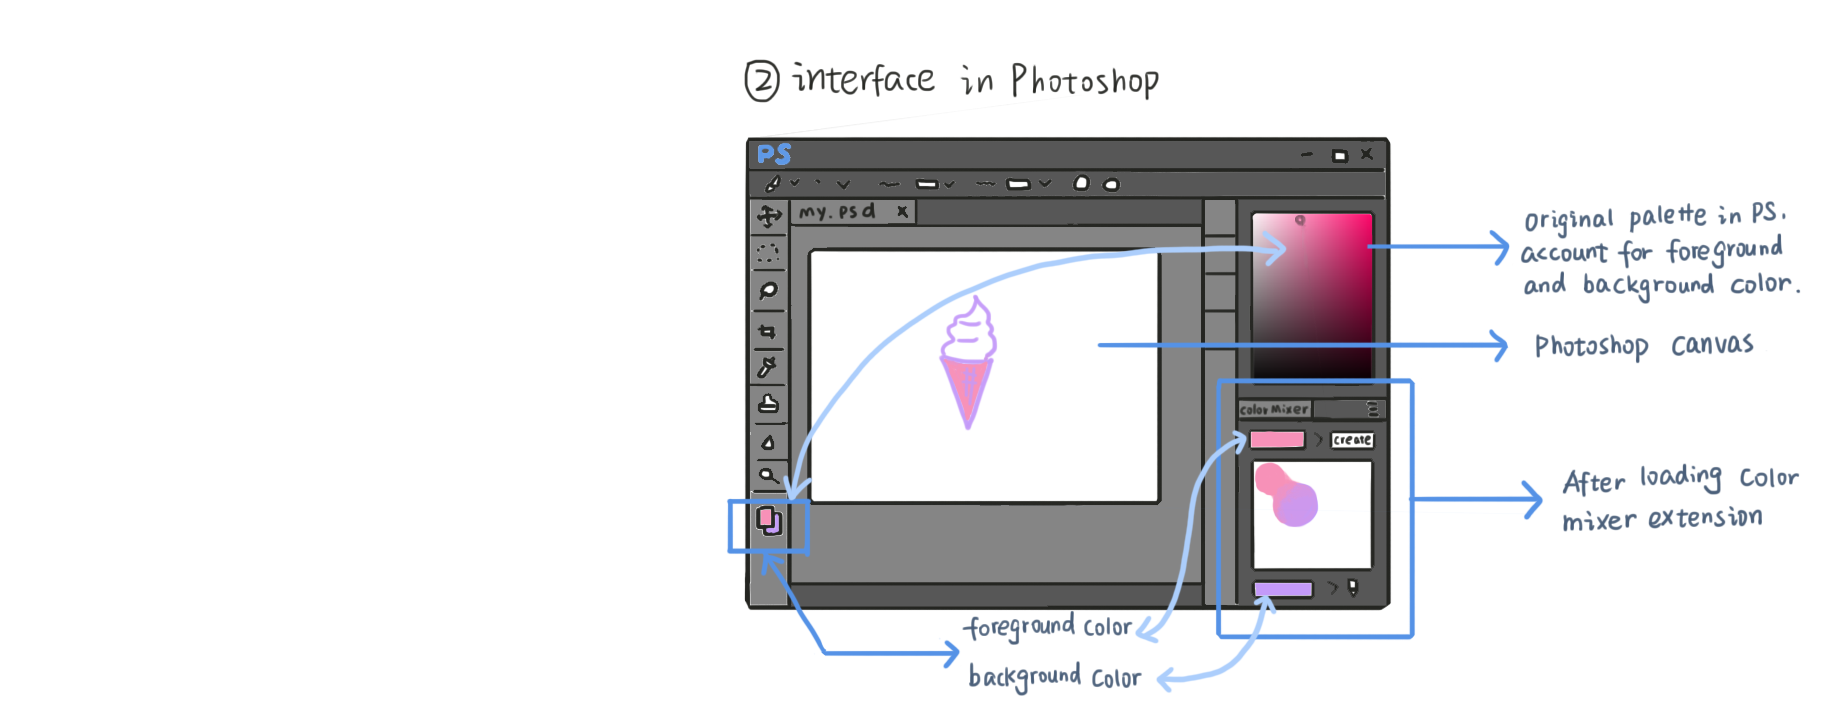 ② interface in Photoshop
PS
my.psd x
original palette in PS.
account for foreground
and background color.
Photoshop canvas
color mixer
create
After loading color
mixer extension
foreground color
background color